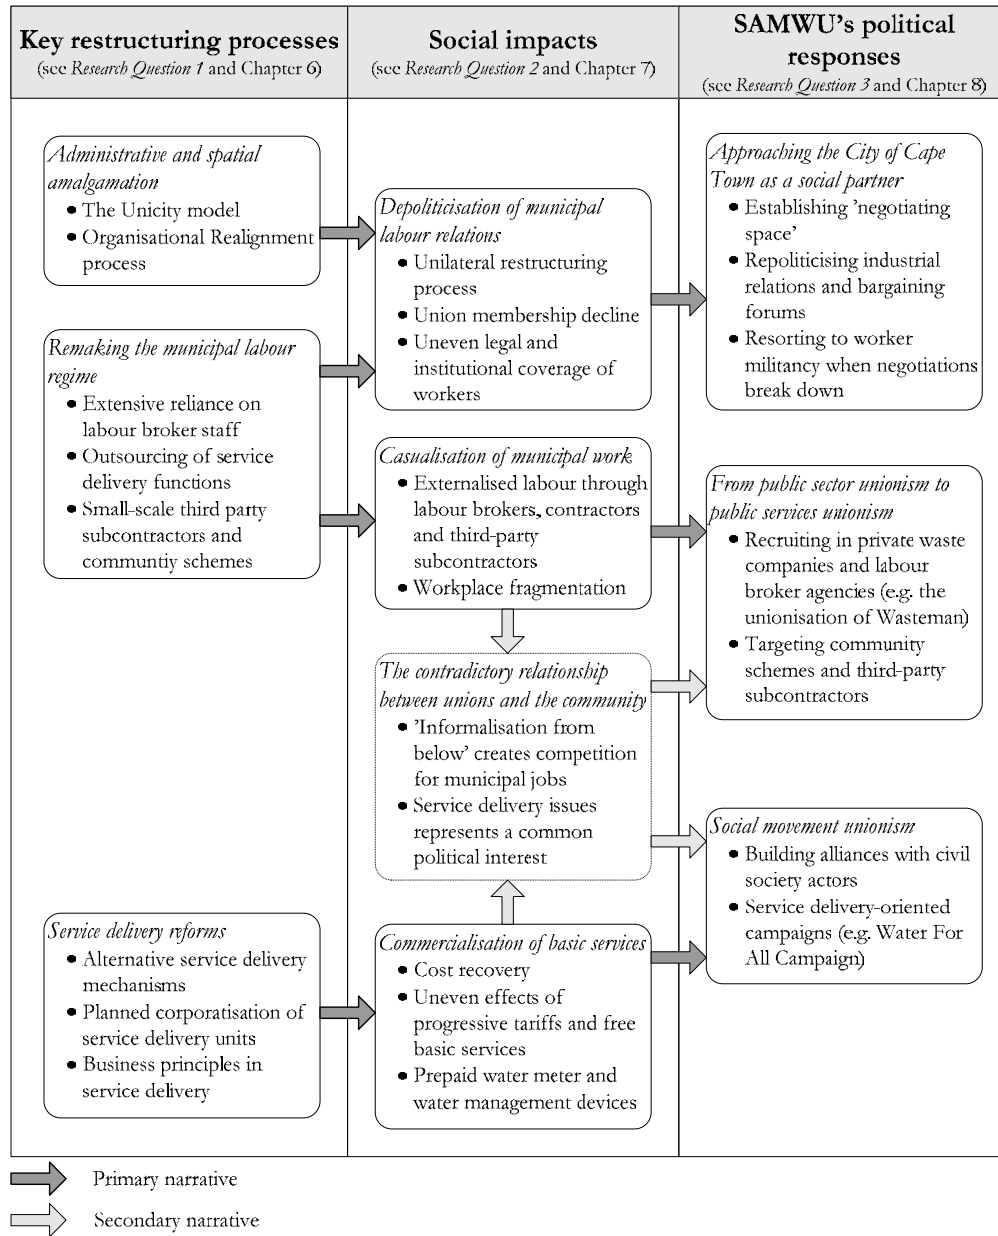 Key restructuring processes
(see Research Question 1 and Chapter 6)
Social impacts
(see Research Question 2 and Chapter 7)
SAMWU's political
responses
(see Research Question 3 and Chapter 8)
Administrative and spatial
amalgamation
• The Unicity model
• Organisational Realignment
process
Remaking the municipal labour
regime
• Extensive reliance on
labour broker staff
• Outsourcing of service
delivery functions
• Small-scale third party
subcontractors and
communtiy schemes
Service delivery reforms
• Alternative service delivery
mechanisms
• Planned corporatisation of
service delivery units
• Business principles in
service delivery
Depoliticisation of municipal
labour relations
• Unilateral restructuring
process
• Union membership decline
• Uneven legal and
institutional coverage of
workers
Casualisation of municipal work
• Externalised labour through
labour brokers, contractors
and third-party
subcontractors
• Workplace fragmentation
The contradictory relationship
between unions and the community
• 'Informalisation from
below' creates competition
for municipal jobs
• Service delivery issues
represents a common
political interest
Commercialisation of basic services
• Cost recovery
• Uneven effects of
progressive tariffs and free
basic services
• Prepaid water meter and
water management devices
Approaching the City of Cape
Town as a social partner
• Establishing 'negotiating
space'
• Repoliticising industrial
relations and bargaining
forums
• Resorting to worker
militancy when negotiations
break down
From public sector unionism to
public services unionism
• Recruiting in private waste
companies and labour
broker agencies (e.g. the
unionisation of Wasteman)
• Targeting community
schemes and third-party
subcontractors
Social movement unionism
• Building alliances with civil
society actors
• Service delivery-oriented
campaigns (e.g. Water For
All Campaign)
Primary narrative
Secondary narrative